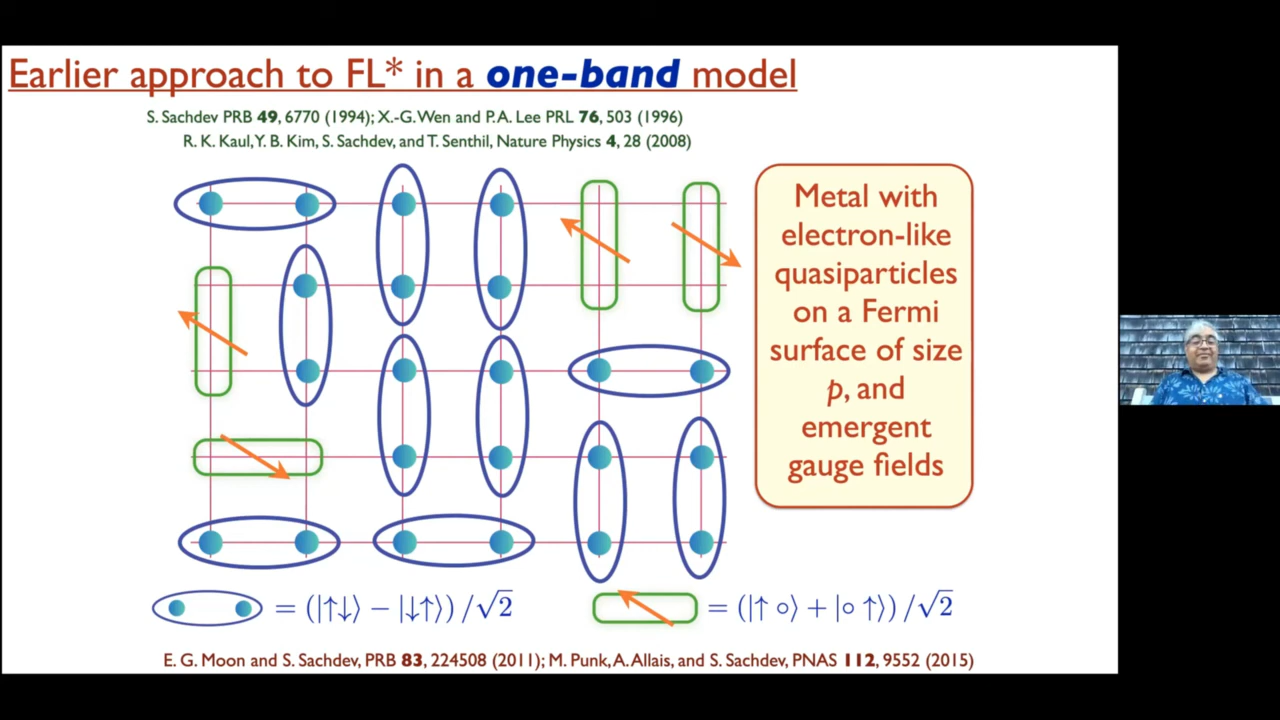 Earlier approach to FL* in a one-band model
S. Sachdev PRB 49, 6770 (1994); X.-G. Wen and P.A. Lee PRL 76, 503 (1996)
R. K. Kaul, Y. B. Kim, S. Sachdev, and T. Senthil, Nature Physics 4, 28 (2008)
Metal with
electron-like
quasiparticles
on a Fermi
surface of size
p, and
emergent
gauge fields
= (|↑↓⟩ − |↓↑⟩) /√2
= (|↑ ○⟩ + |○ ↑⟩) /√2
E. G. Moon and S. Sachdev, PRB 83, 224508 (2011); M. Punk, A. Allais, and S. Sachdev, PNAS 112, 9552 (2015)